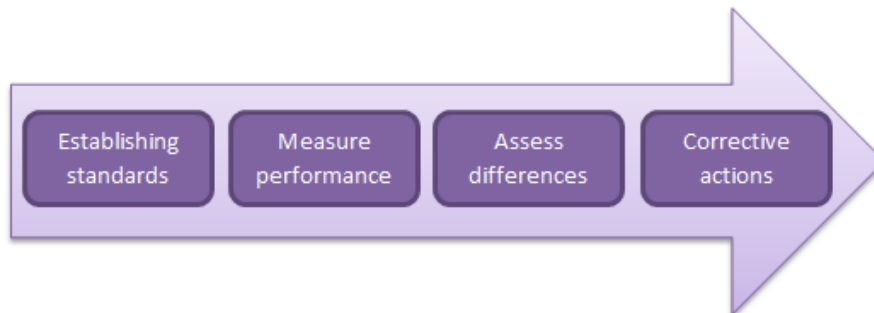 Establishing
standards
Measure
performance
Assess
differences
Corrective
actions